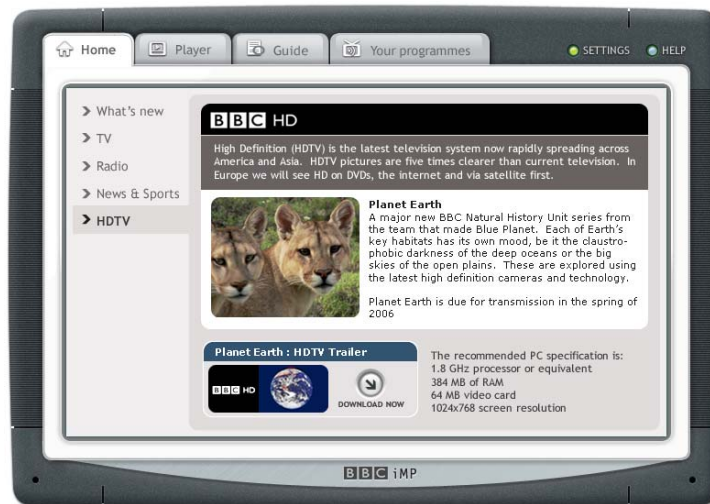 Home
Player
Guide
Your programmes
SETTINGS
HELP
What's new
TV
Radio
News & Sports
HDTV
BBC HD
High Definition (HDTV) is the latest television system now rapidly spreading across
America and Asia. HDTV pictures are five times clearer than current television. In
Europe we will see HD on DVDs, the internet and via satellite first.
Planet Earth
A major new BBC Natural History Unit series from
the team that made Blue Planet. Each of Earth's
key habitats has its own mood, be it the claustro-
phobic darkness of the deep oceans or the big
skies of the open plains. These are explored using
the latest high definition cameras and technology.
Planet Earth is due for transmission in the spring of
2006
Planet Earth : HDTV Trailer
BBC HD
DOWNLOAD NOW
The recommended PC specification is:
1.8 GHz processor or equivalent
384 MB of RAM
64 MB video card
1024x768 screen resolution
BBC iMP